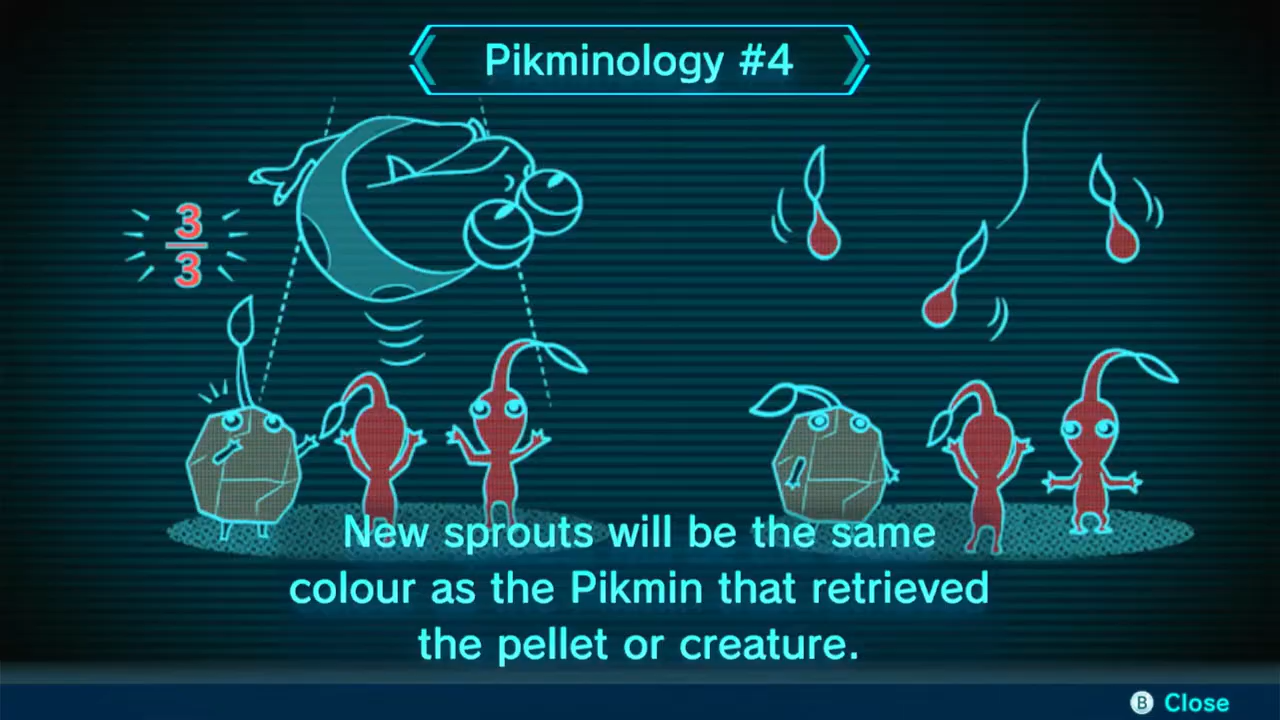 Pikminology #4
3
3
New sprouts will be the same
colour as the Pikmin that retrieved
the pellet or creature.
B Close